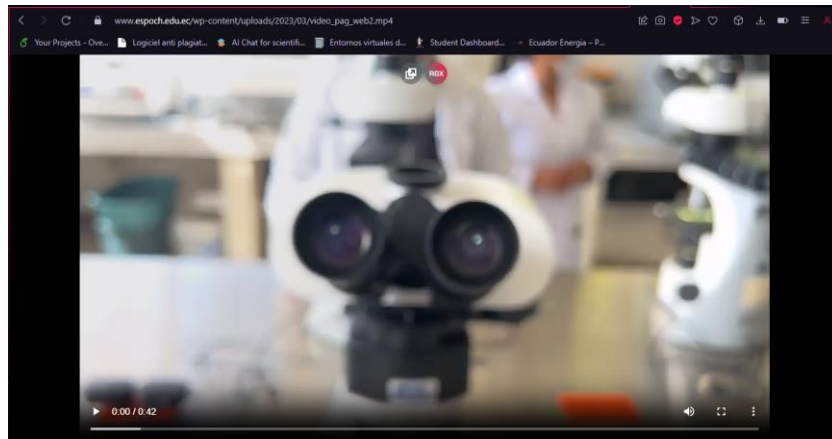 www.espoch.edu.ec/wp-content/uploads/2023/03/video_pag_web2.mp4
Your Projects - Ove... Logiciel anti plagiat... AI Chat for scientifi... Entornos virtuales d... Student Dashboard... Ecuador Energia – P...
RGX
0:00 / 0:42